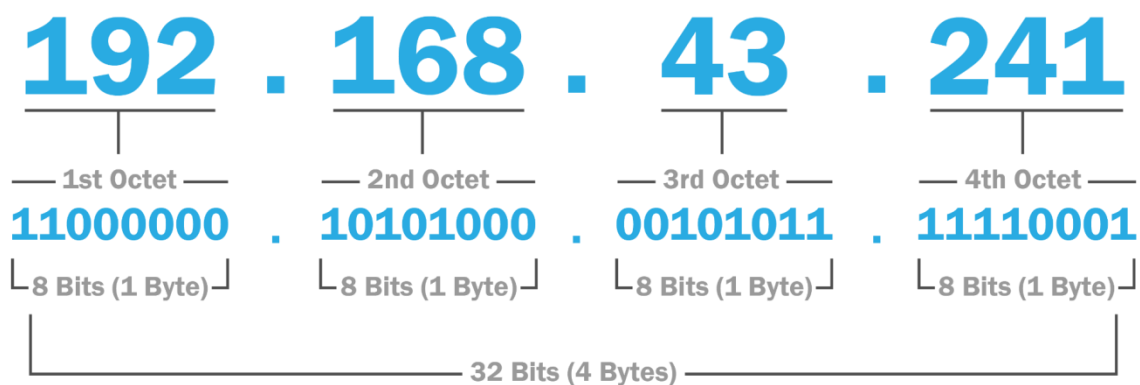 192 . 168 . 43 . 241
1st Octet 2nd Octet 3rd Octet 4th Octet
11000000 . 10101000 . 00101011 . 11110001
8 Bits (1 Byte) 8 Bits (1 Byte) 8 Bits (1 Byte) 8 Bits (1 Byte)
32 Bits (4 Bytes)